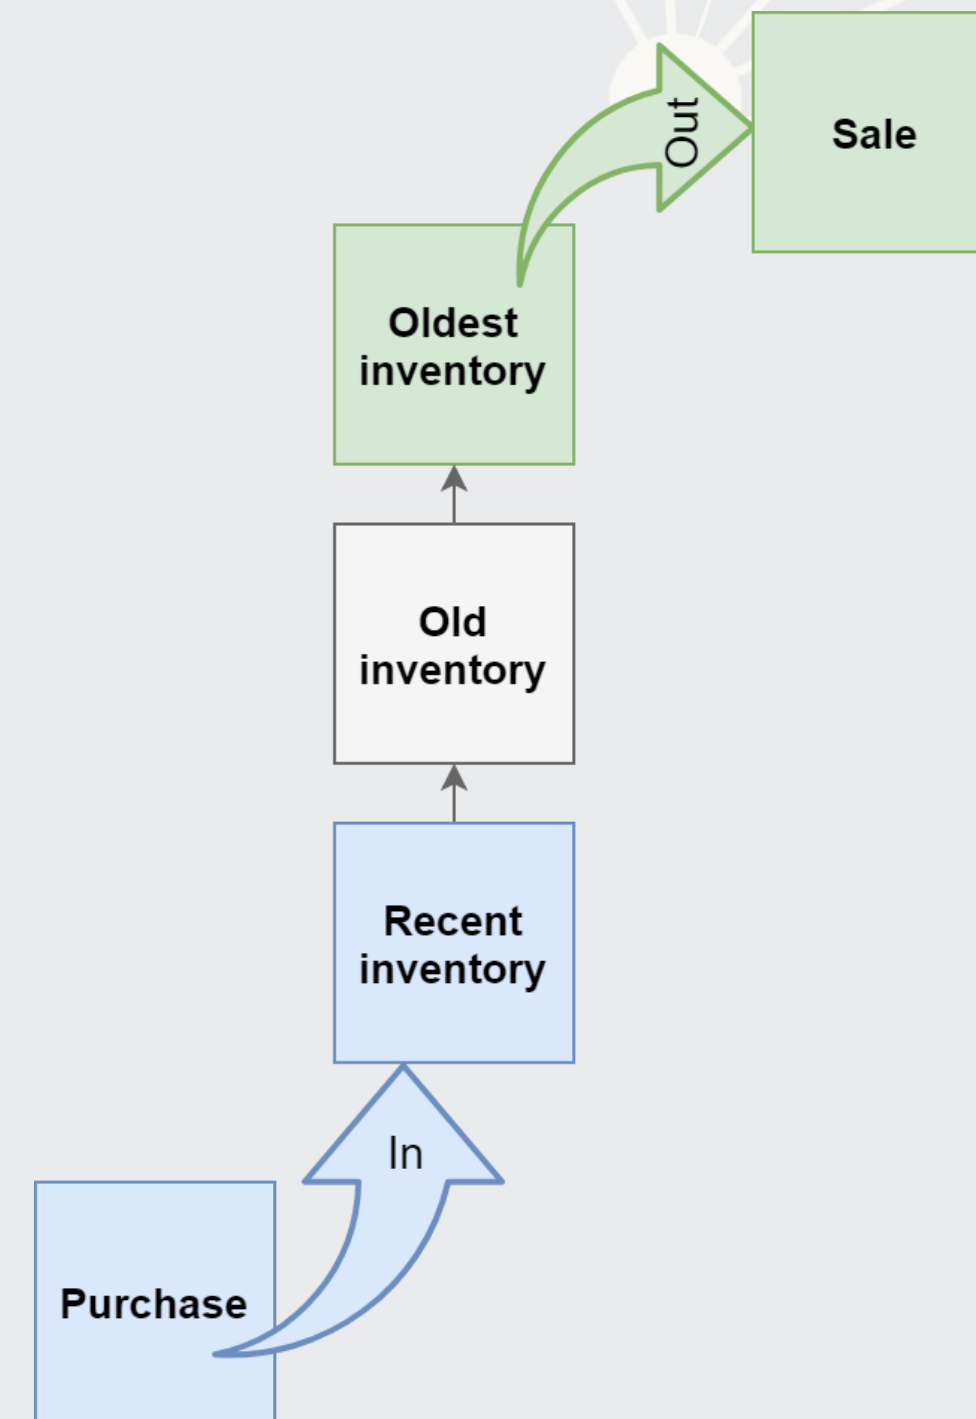 Out
Sale
Oldest
inventory
Old
inventory
Recent
inventory
In
Purchase